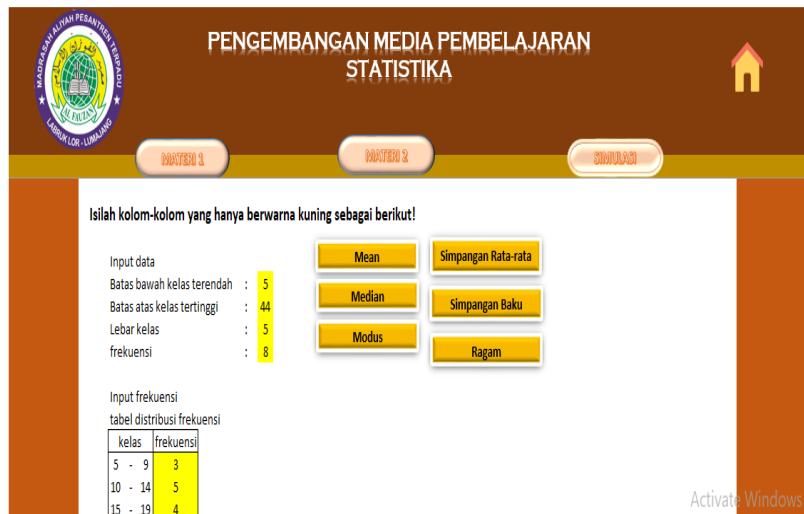 MADRASAH ALIYAH PESANTREN TERPADU
AL FAUZAN
LABRUK LOR - LUMAJANG
PENGEMBANGAN MEDIA PEMBELAJARAN
STATISTIKA
MATERI 1
MATERI 2
SIMULASI
Isilah kolom-kolom yang hanya berwarna kuning sebagai berikut!
Input data
Batas bawah kelas terendah : 5
Batas atas kelas tertinggi : 44
Lebar kelas : 5
frekuensi : 8
Mean
Simpangan Rata-rata
Median
Simpangan Baku
Modus
Ragam
Input frekuensi
tabel distribusi frekuensi
kelas frekuensi
5 - 9 3
10 - 14 5
15 - 19 4
Activate Windows